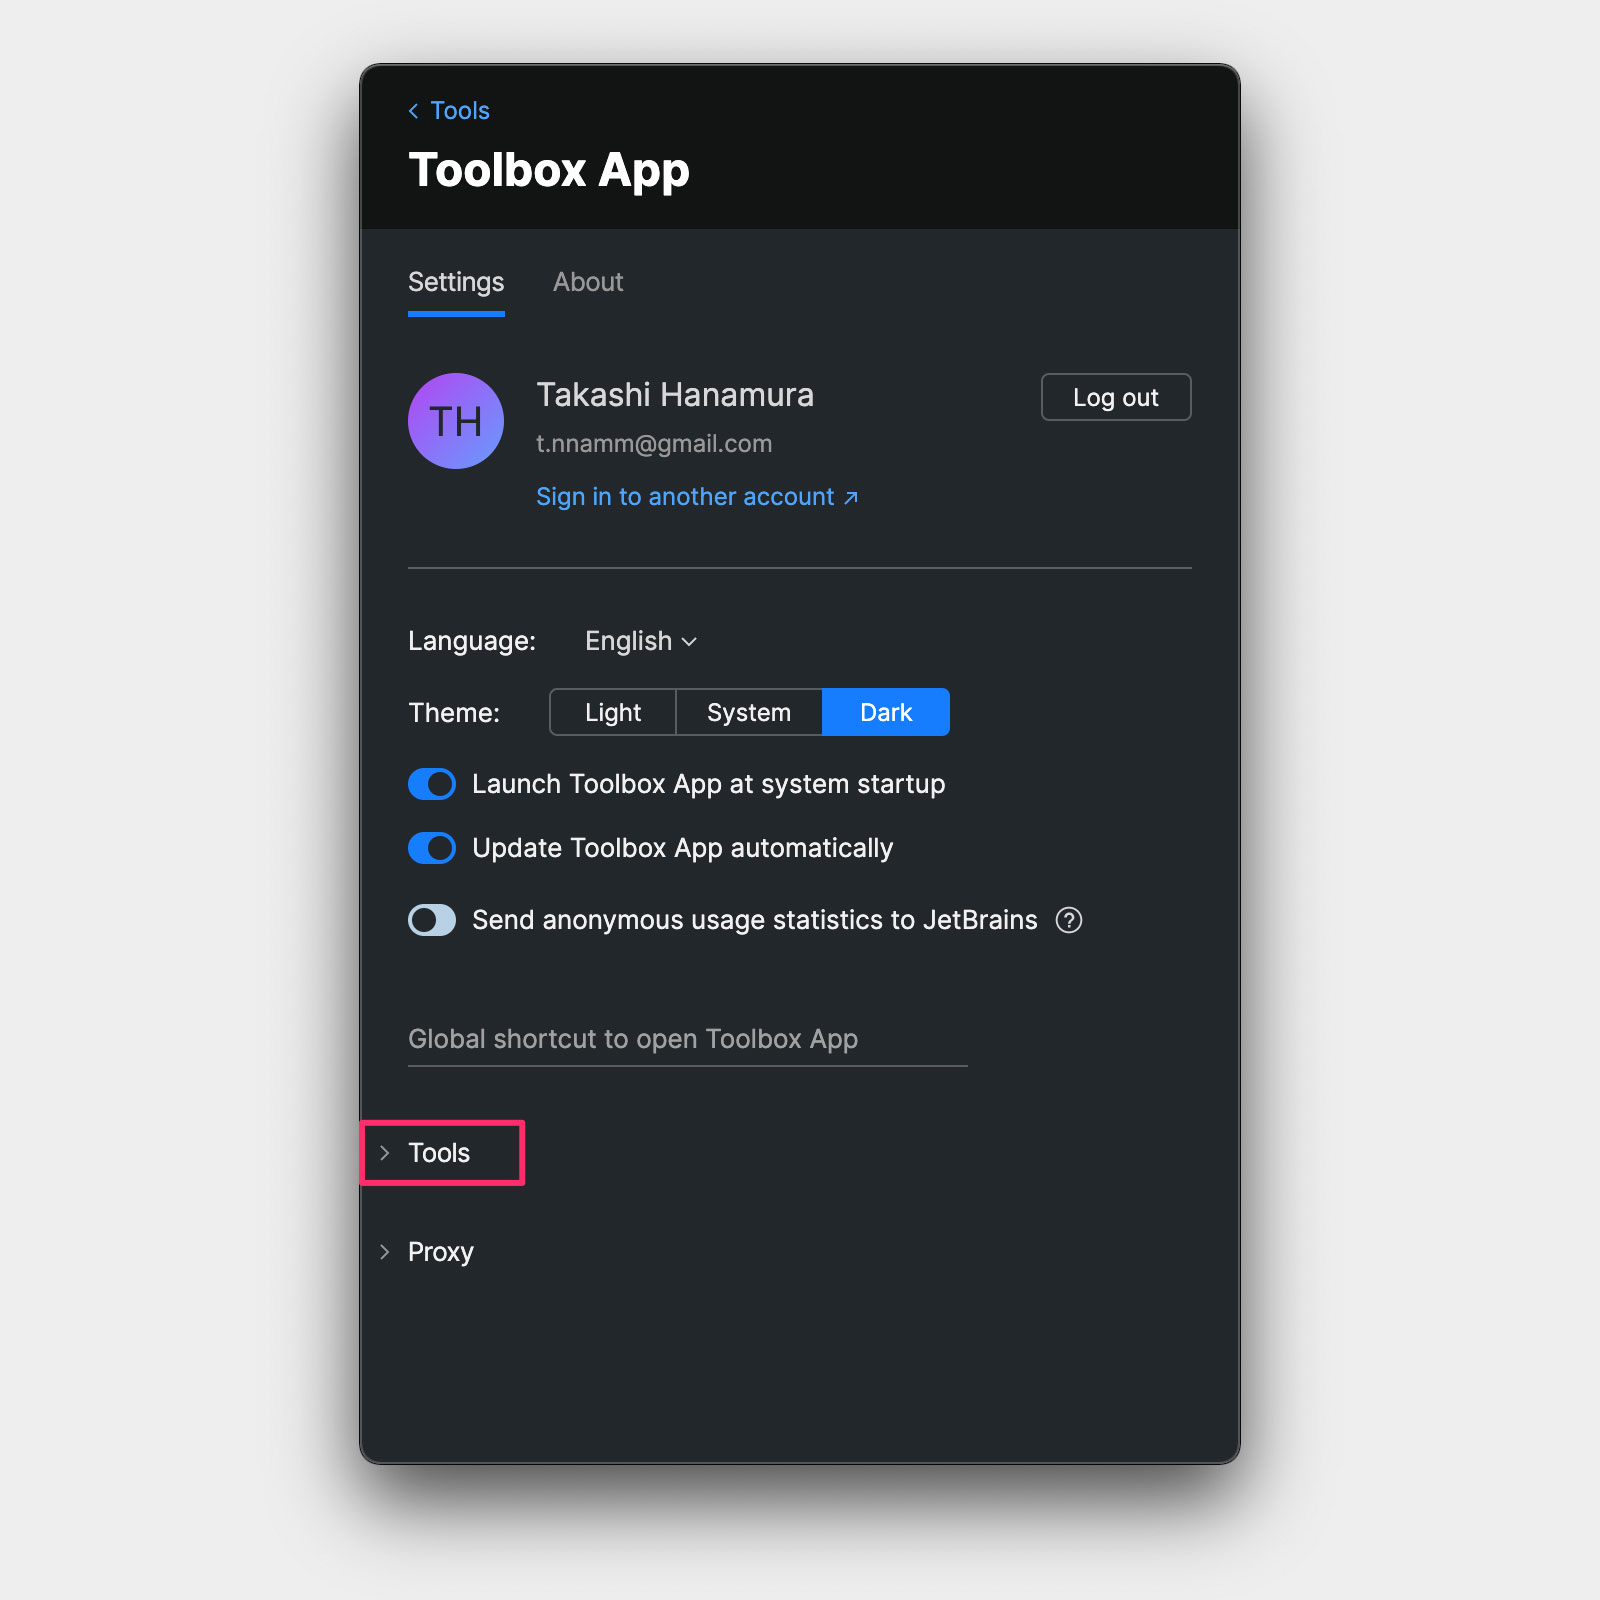 Tools
Toolbox App
Settings About
TH
Takashi Hanamura
Log out
t.nnamm@gmail.com
Sign in to another account ↗
Language: English
Theme: Light System Dark
Launch Toolbox App at system startup
Update Toolbox App automatically
Send anonymous usage statistics to JetBrains ?
Global shortcut to open Toolbox App
Tools
Proxy